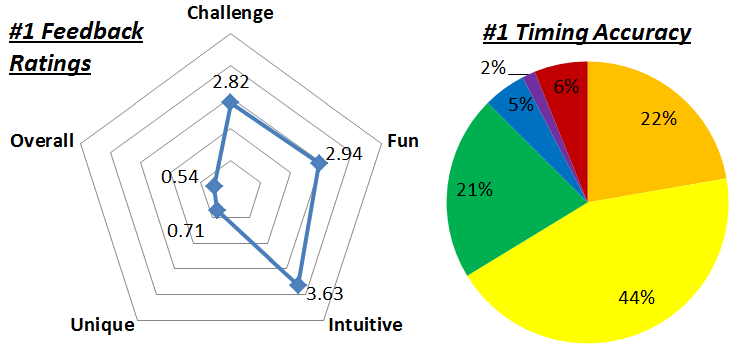 #1 Feedback
Ratings
Challenge
2.82
Overall
Fun
2.94
0.54
0.71
3.63
Unique
Intuitive
#1 Timing Accuracy
2%
6%
5%
22%
21%
44%